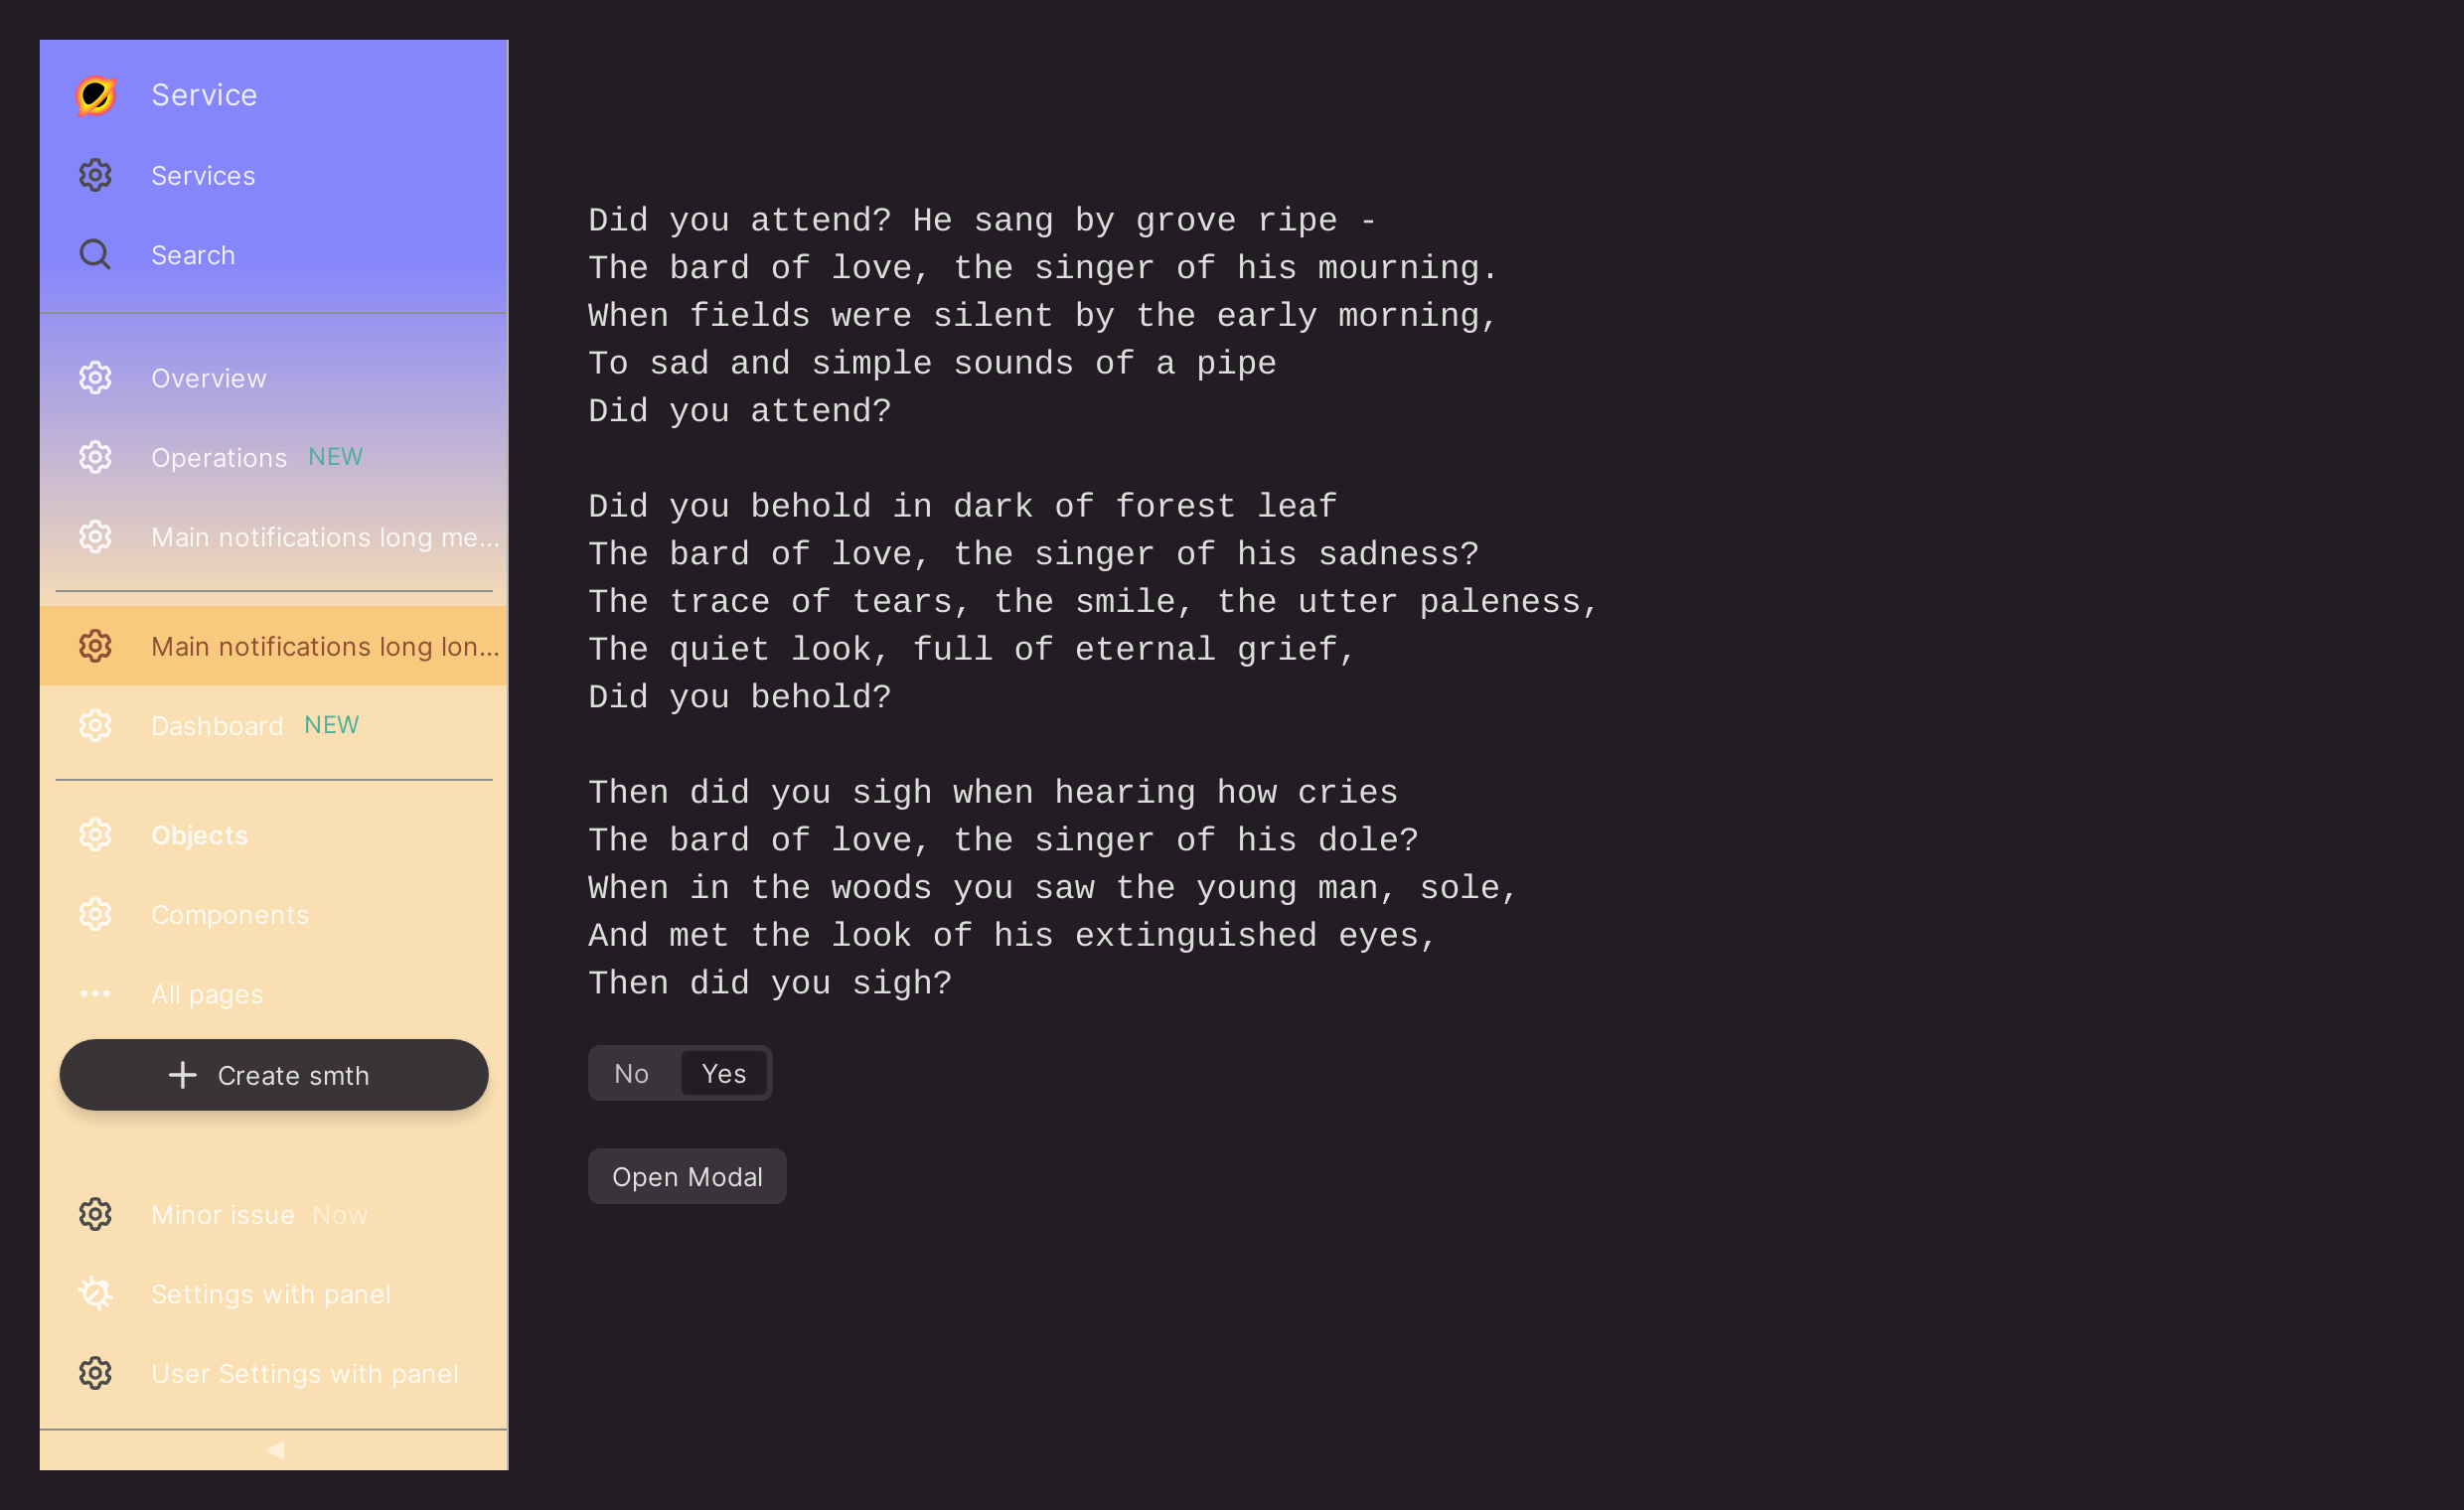 Service
Services
Search
Overview
Operations NEW
Main notifications long me...
Main notifications long lon...
Dashboard NEW
Objects
Components
All pages
Create smth
Minor issue Now
Settings with panel
User Settings with panel
Did you attend? He sang by grove ripe -
The bard of love, the singer of his mourning.
When fields were silent by the early morning,
To sad and simple sounds of a pipe
Did you attend?
Did you behold in dark of forest leaf
The bard of love, the singer of his sadness?
The trace of tears, the smile, the utter paleness,
The quiet look, full of eternal grief,
Did you behold?
Then did you sigh when hearing how cries
The bard of love, the singer of his dole?
When in the woods you saw the young man, sole,
And met the look of his extinguished eyes,
Then did you sigh?
No Yes
Open Modal